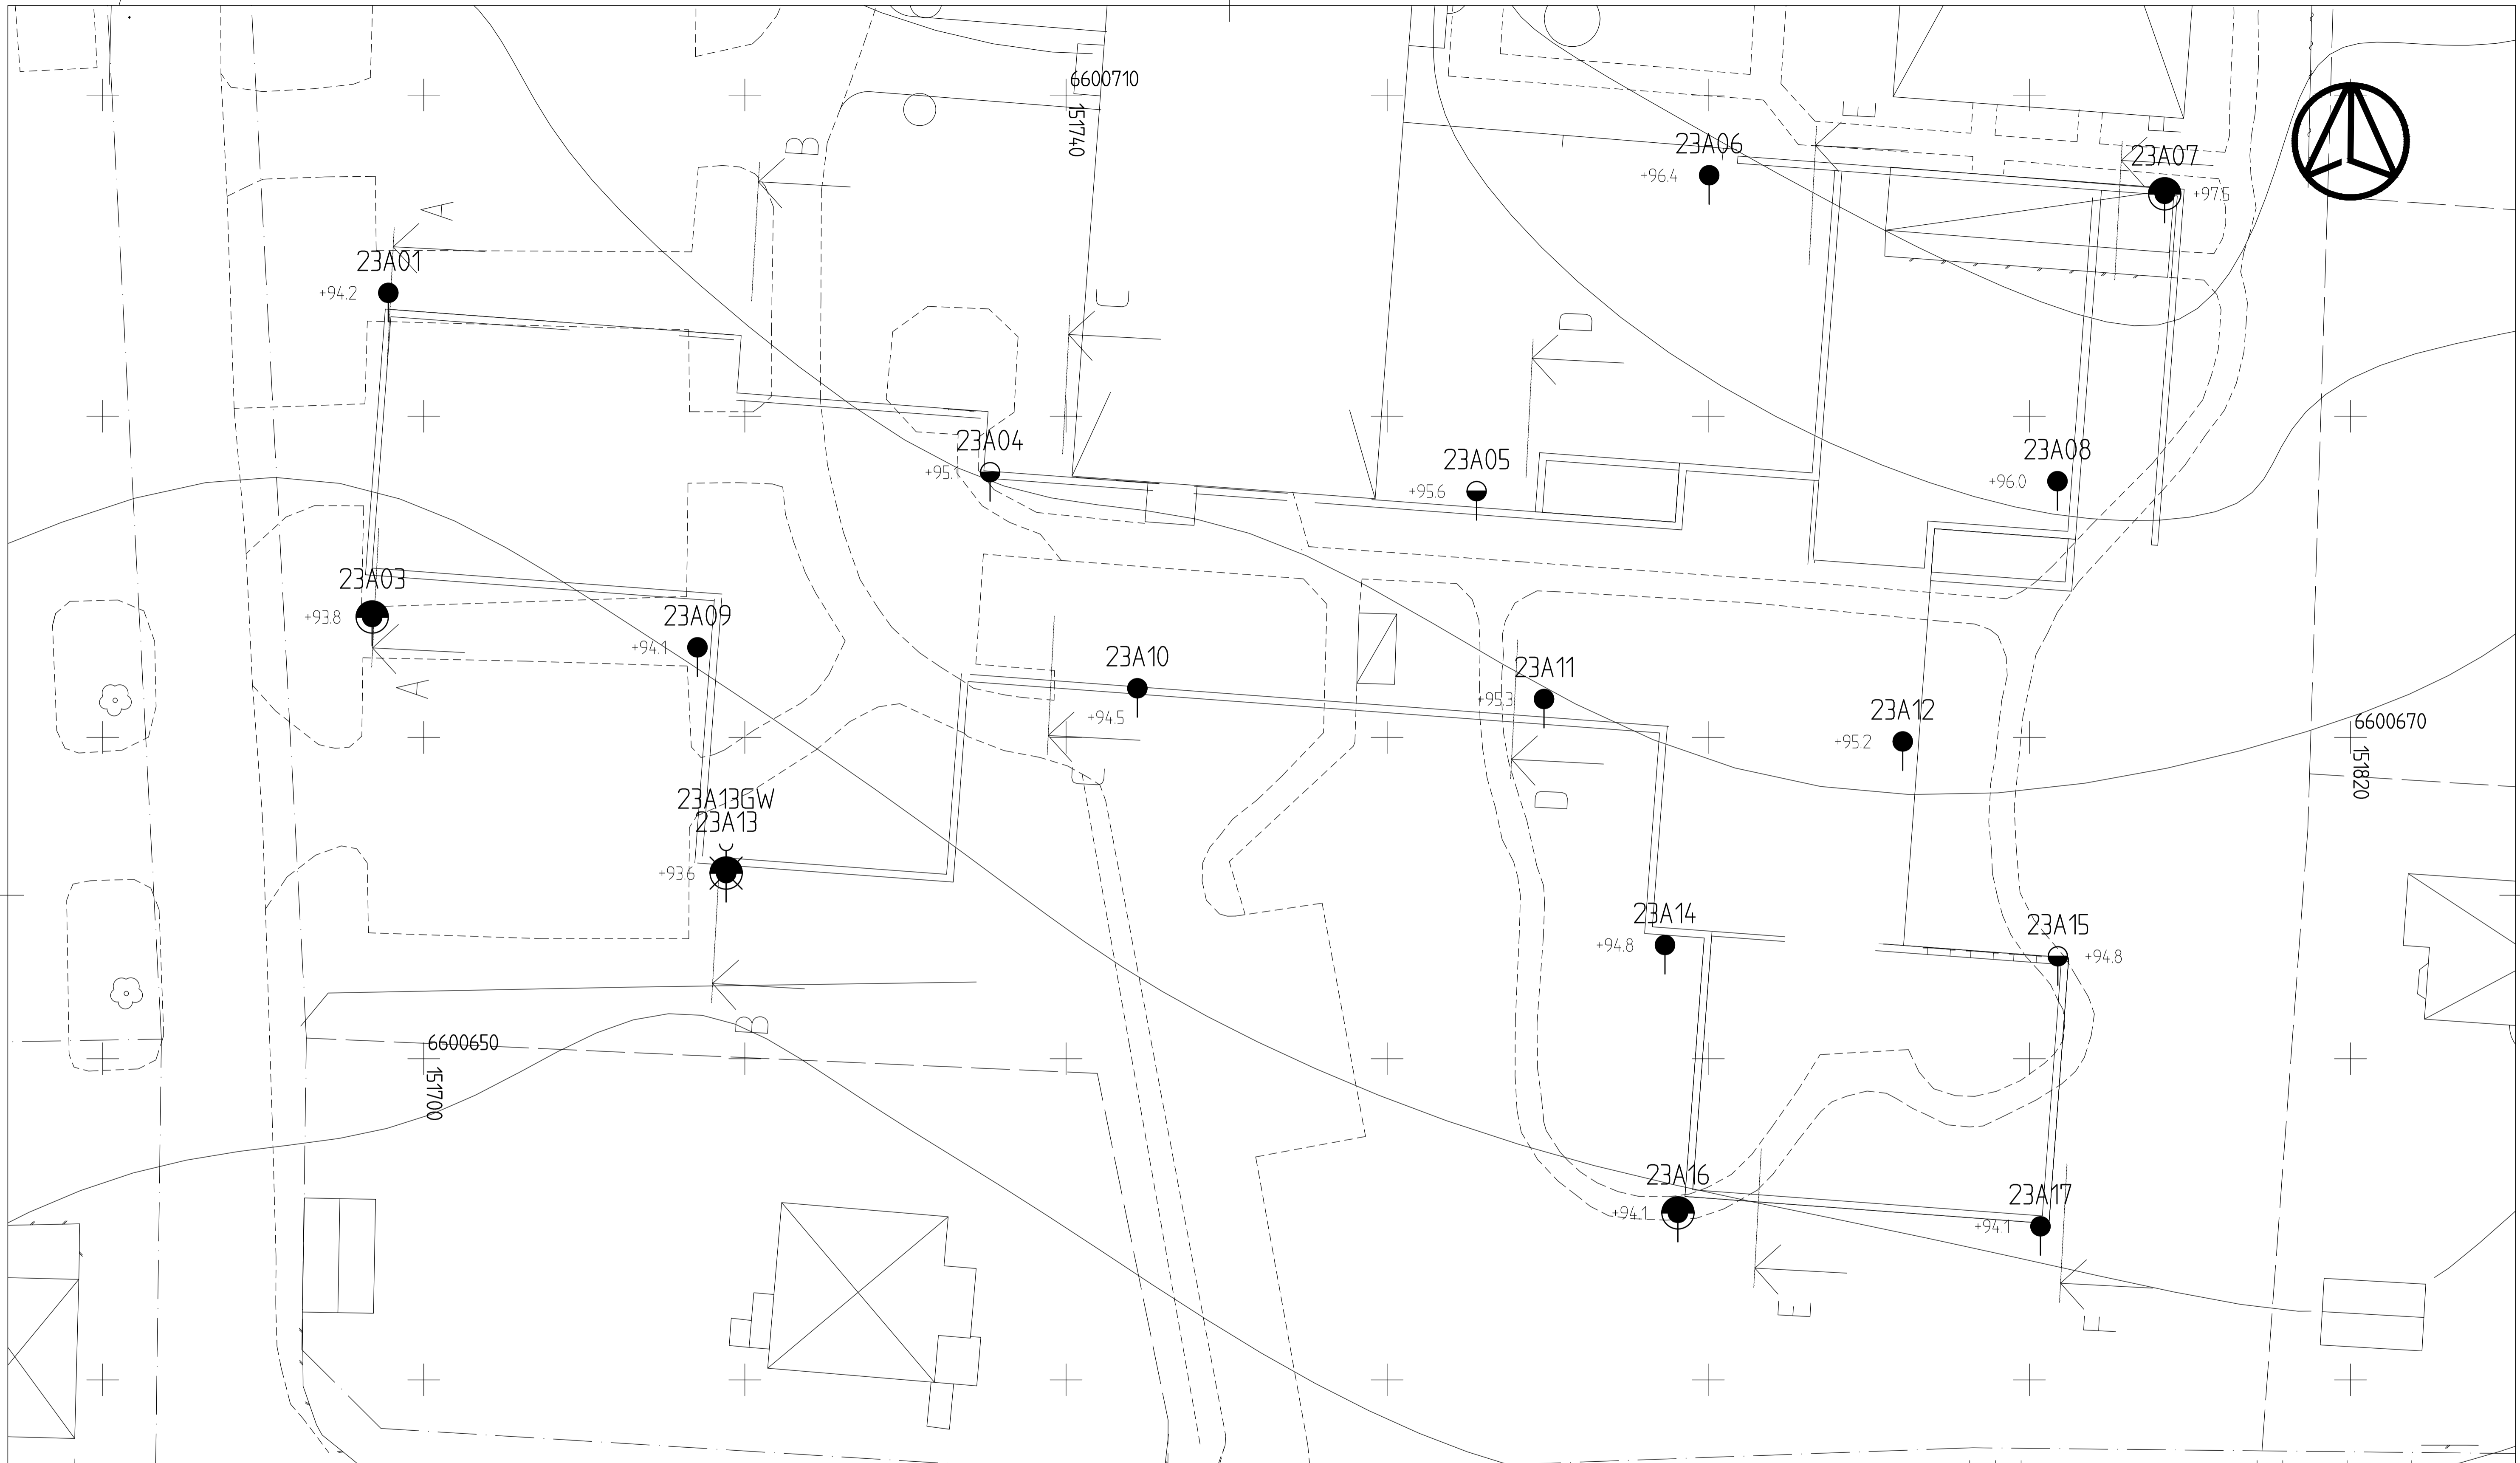 6600710
151740
B
23A06
+96.4
E
F
23A07
+97.5
A
23A01
+94.2
C
D
23A04
+95.1
23A05
+95.6
23A08
+96.0
23A03
+93.8
23A09
+94.1
A
23A10
+94.5
23A11
+95.3
23A12
+95.2
6600670
151820
C
D
23A13GW
23A13
+93.6
23A14
+94.8
23A15
+94.8
B
6600650
151700
23A16
+94.1
23A17
+94.1
E
F